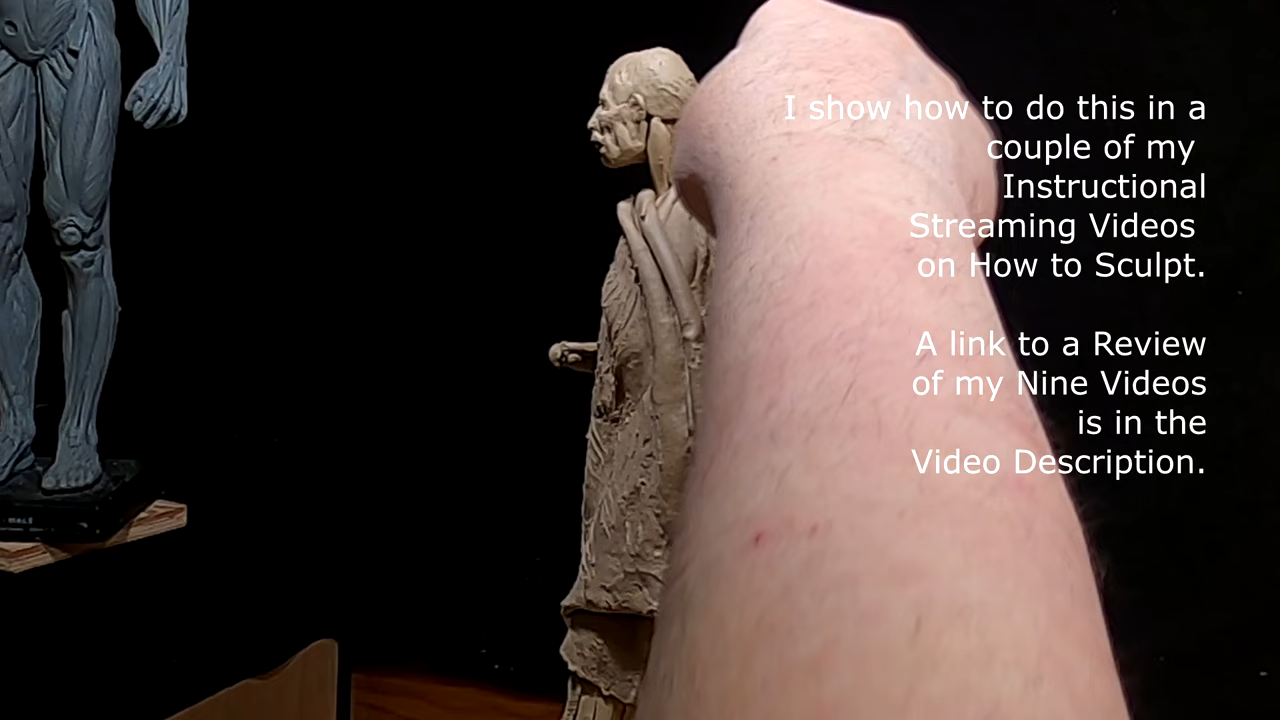 I show how to do this in a
couple of my
Instructional
Streaming Videos
on How to Sculpt.
A link to a Review
of my Nine Videos
is in the
Video Description.